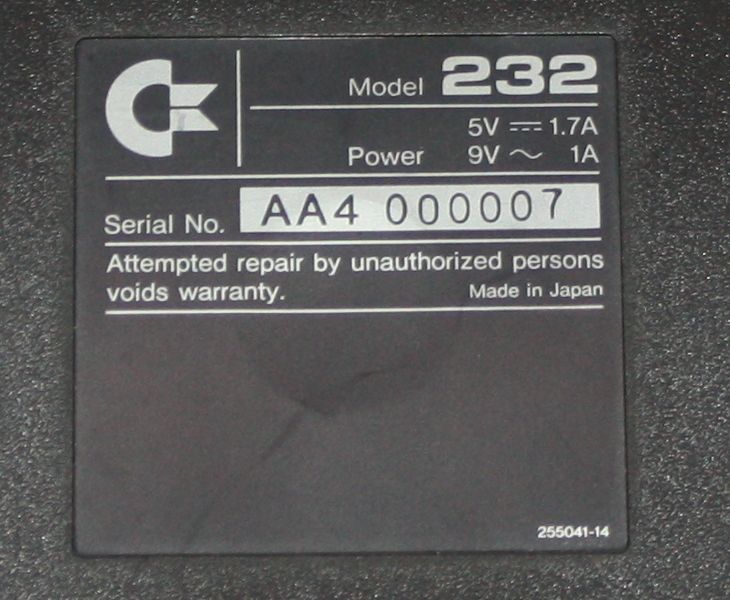 Model 232
5V ⎓ 1.7A
Power 9V ∼ 1A
Serial No. AA4 000007
Attempted repair by unauthorized persons
voids warranty. Made in Japan
255041-14